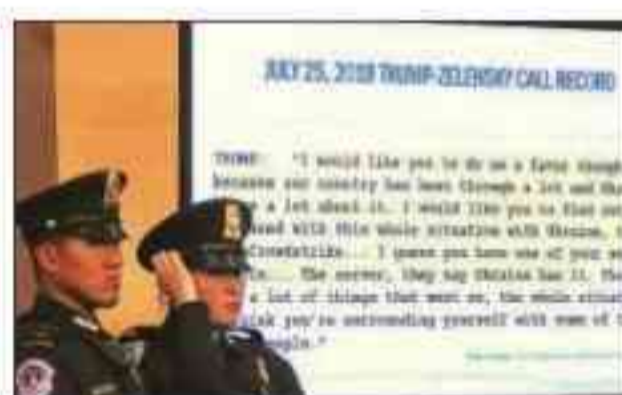 JULY 25, 2019 TRUMP-ZELENSKY CALL RECORD
TRUMP: "I would like you to do us a favor though
because our country has been through a lot and
a lot about it. I would like you to find
with this whole situation with Ukraine,
Crowdstrike... I guess you have one of your
The server, they say Ukraine has it.
a lot of things that went on, the whole
you're surrounding yourself with some of
people."